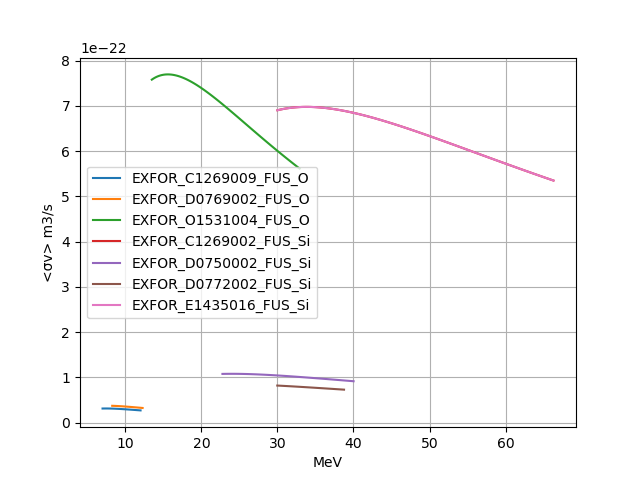 1e−22
8
7
6
5
4
3
2
1
0
<σv> m3/s
EXFOR_C1269009_FUS_O
EXFOR_D0769002_FUS_O
EXFOR_O1531004_FUS_O
EXFOR_C1269002_FUS_Si
EXFOR_D0750002_FUS_Si
EXFOR_D0772002_FUS_Si
EXFOR_E1435016_FUS_Si
10 20 30 40 50 60
MeV